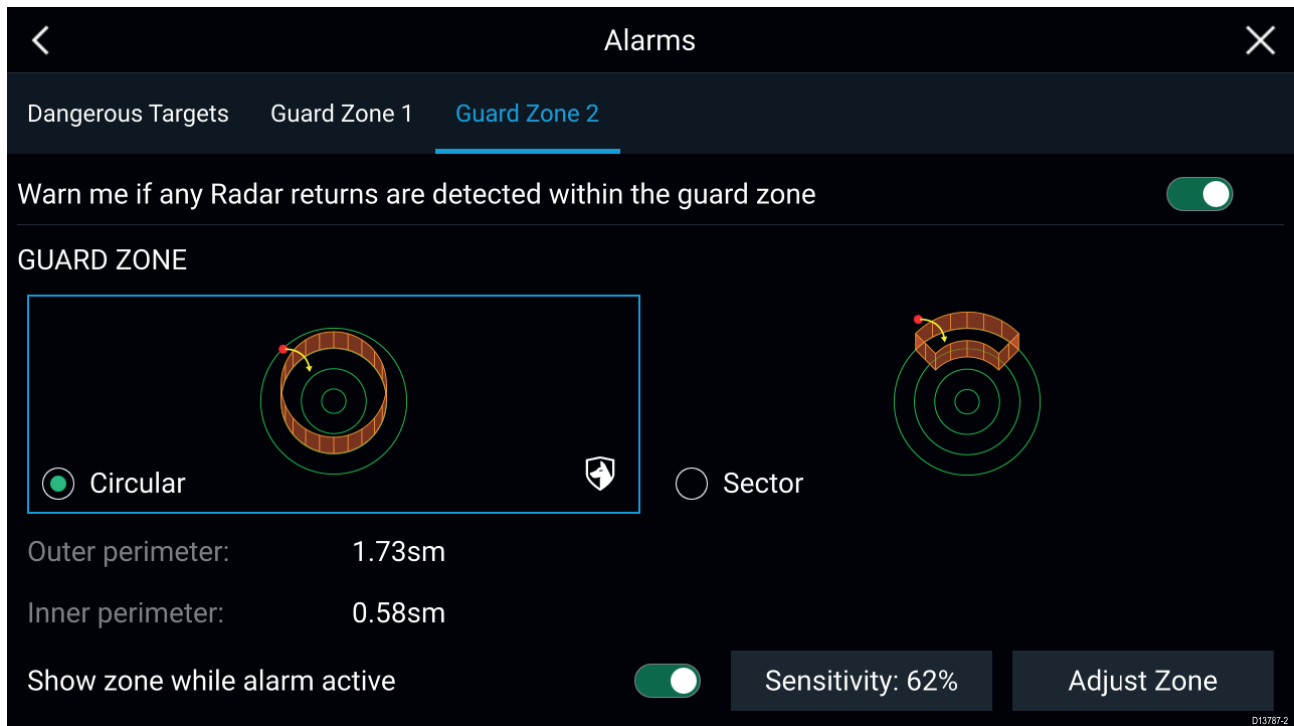 Alarms
Dangerous Targets Guard Zone 1 Guard Zone 2
Warn me if any Radar returns are detected within the guard zone
GUARD ZONE
Circular
Sector
Outer perimeter: 1.73sm
Inner perimeter: 0.58sm
Show zone while alarm active Sensitivity: 62% Adjust Zone
D13787-2